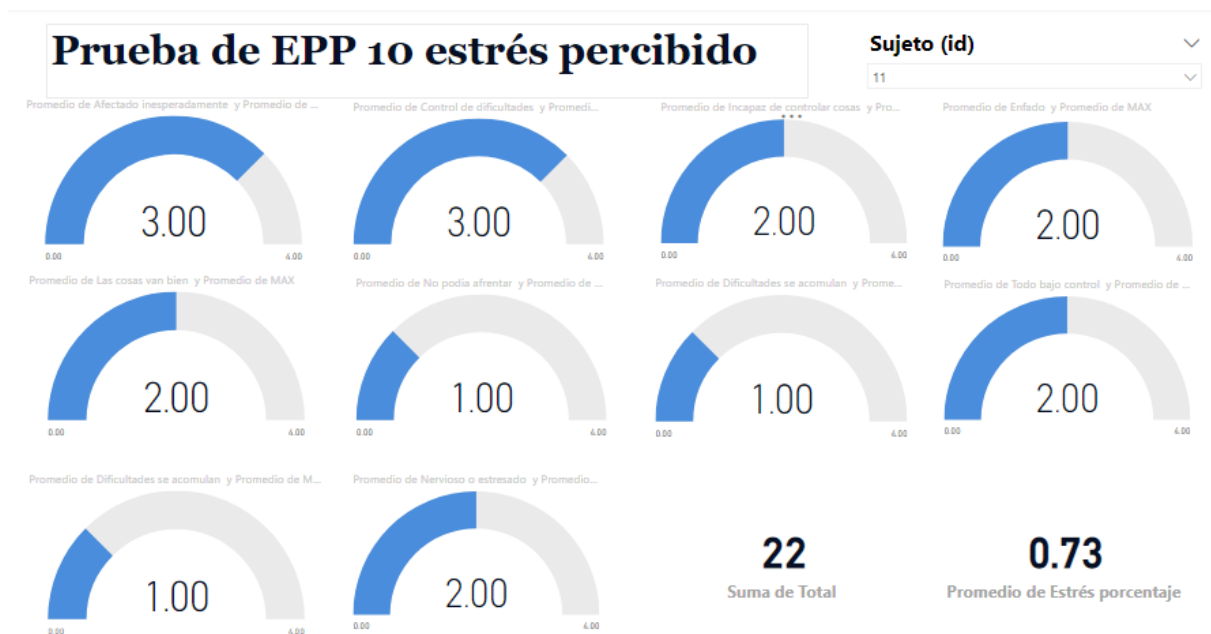 Prueba de EPP 10 estrés percibido
Sujeto (id)
11
Promedio de Afectado inesperadamente y Promedio de ...
Promedio de Control de dificultades y Promedi...
Promedio de Incapaz de controlar cosas y Pro...
Promedio de Enfado y Promedio de MAX
3.00
3.00
2.00
2.00
0.00 4.00
0.00 4.00
0.00 4.00
0.00 4.00
Promedio de Las cosas van bien y Promedio de MAX
Promedio de No podia afrentar y Promedio de ...
Promedio de Dificultades se acomulan y Prome...
Promedio de Todo bajo control y Promedio de ...
2.00
1.00
1.00
2.00
0.00 4.00
0.00 4.00
0.00 4.00
0.00 4.00
Promedio de Dificultades se acomulan y Promedio de M...
Promedio de Nervioso o estresado y Promedio...
1.00
2.00
0.00 4.00
0.00 4.00
22
Suma de Total
0.73
Promedio de Estrés porcentaje